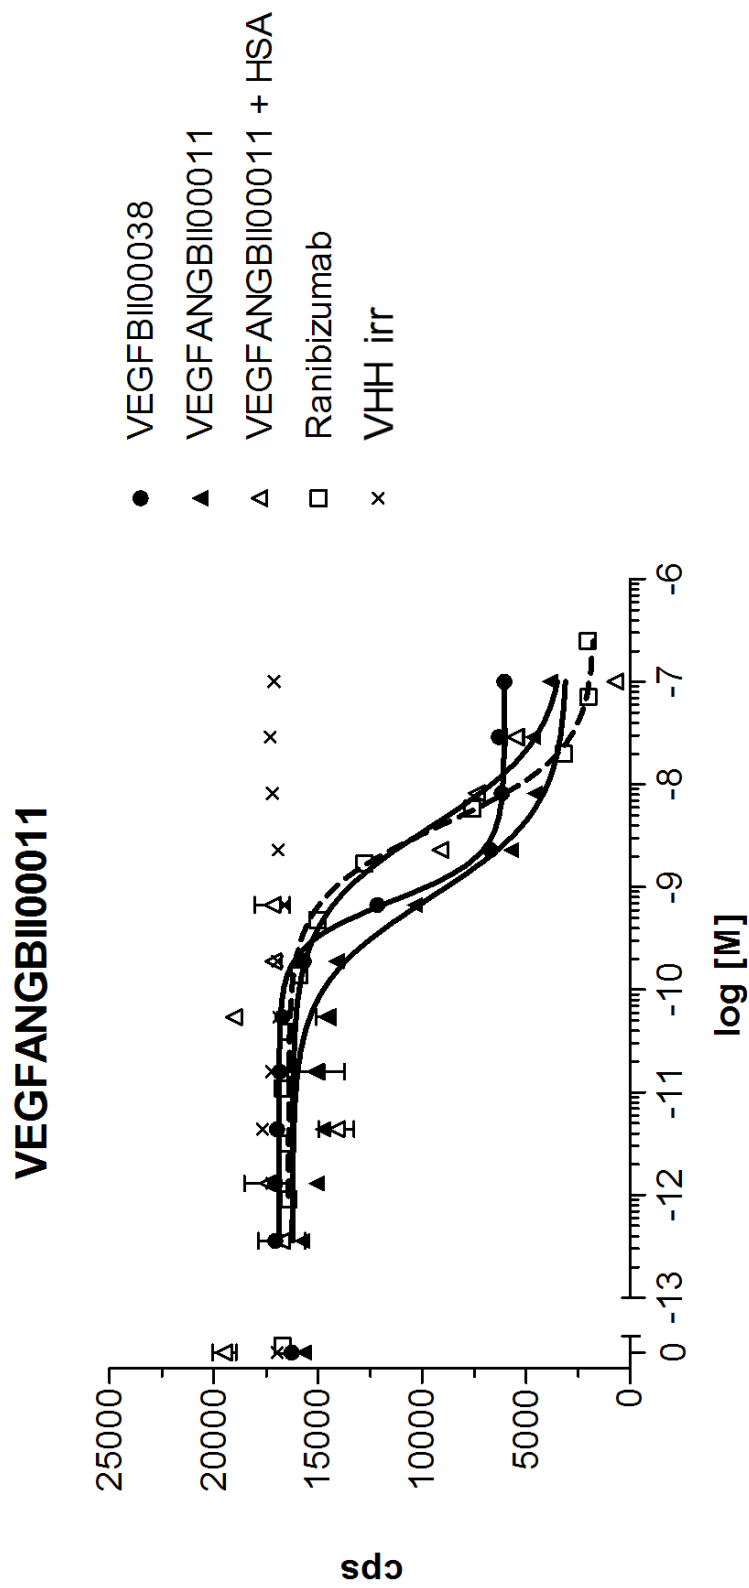 VEGFANGBII00011
cps
25000
20000
15000
10000
5000
0
0
-13
-12
-11
-10
-9
-8
-7
-6
log [M]
VEGFBII00038
VEGFANGBII00011
VEGFANGBII00011 + HSA
Ranibizumab
VHH irr